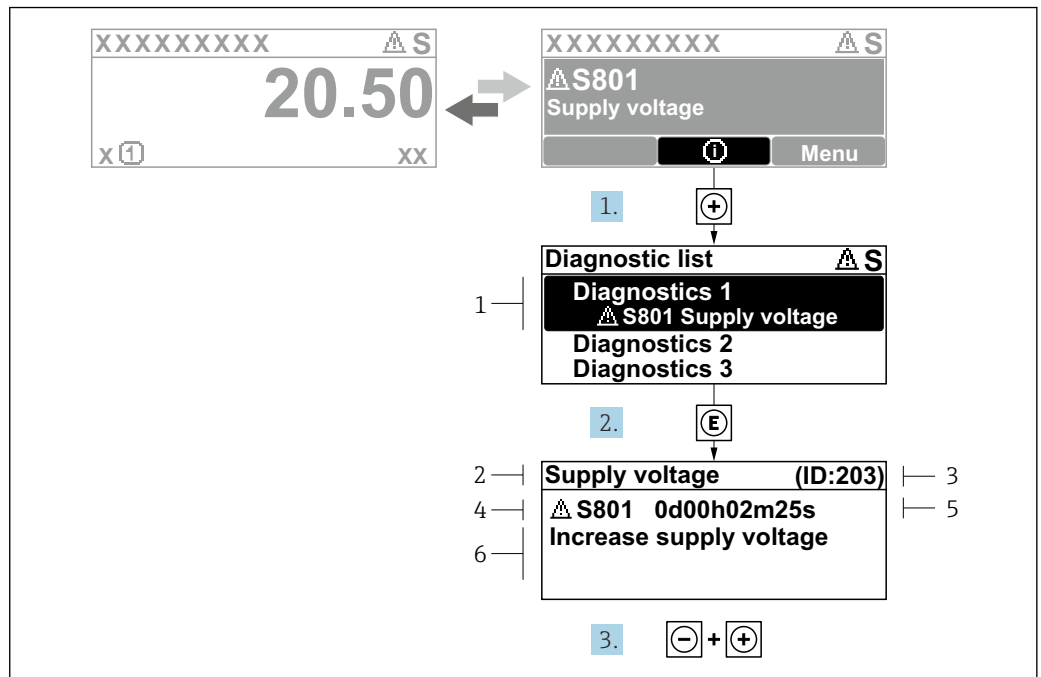 XXXXXXXXX ⚠ S
20.50
x ① xx
XXXXXXXXX ⚠ S
⚠ S801
Supply voltage
ⓘ Menu
1. ⊕
Diagnostic list ⚠ S
1
Diagnostics 1
⚠ S801 Supply voltage
Diagnostics 2
Diagnostics 3
2. Ⓔ
2 Supply voltage (ID:203) 3
4 ⚠ S801 0d00h02m25s 5
6 Increase supply voltage
3. ⊖ + ⊕